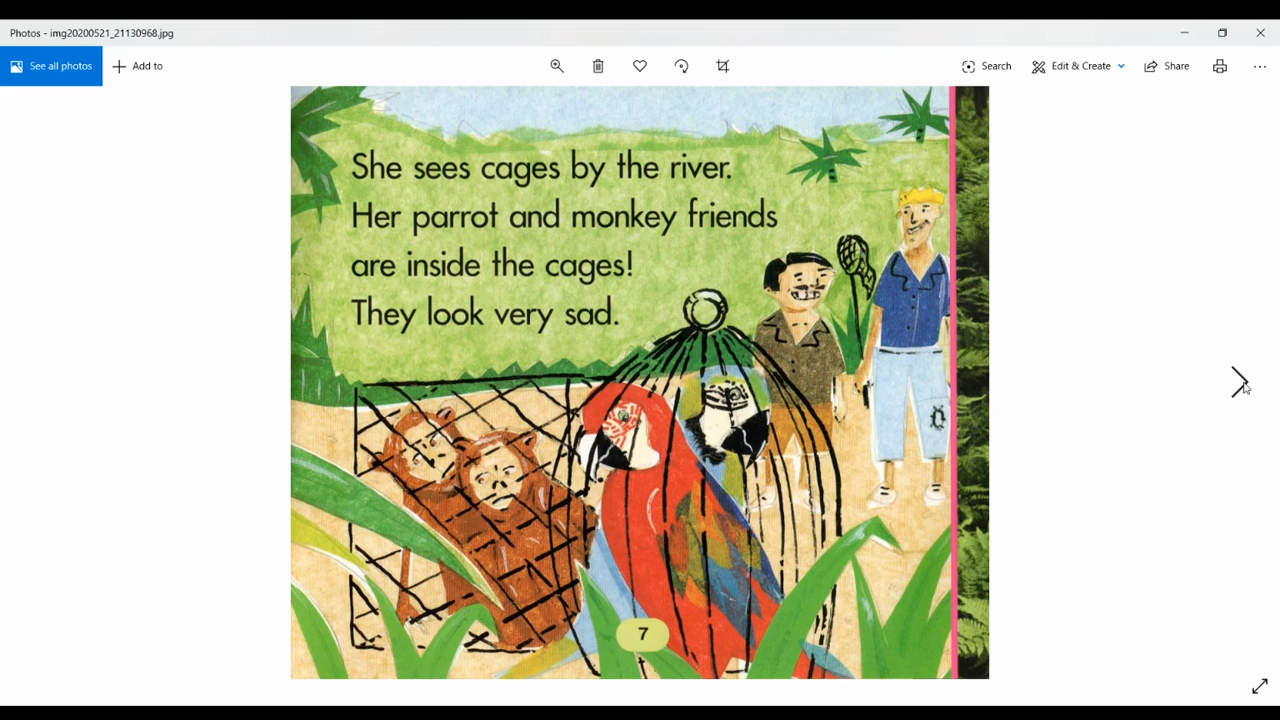 Photos - img20200521_21130968.jpg
See all photos
Add to
Search
Edit & Create
Share
She sees cages by the river.
Her parrot and monkey friends
are inside the cages!
They look very sad.
7